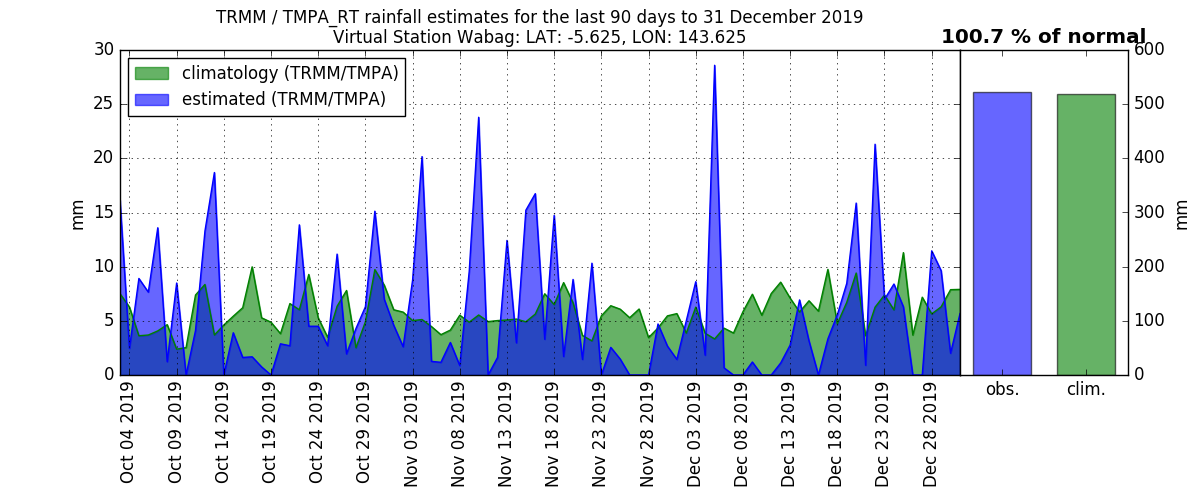 TRMM / TMPA_RT rainfall estimates for the last 90 days to 31 December 2019
Virtual Station Wabag: LAT: -5.625, LON: 143.625
100.7 % of normal
climatology (TRMM/TMPA)
estimated (TRMM/TMPA)
30
25
20
15
10
5
0
mm
600
500
400
300
200
100
0
mm
Oct 04 2019
Oct 09 2019
Oct 14 2019
Oct 19 2019
Oct 24 2019
Oct 29 2019
Nov 03 2019
Nov 08 2019
Nov 13 2019
Nov 18 2019
Nov 23 2019
Nov 28 2019
Dec 03 2019
Dec 08 2019
Dec 13 2019
Dec 18 2019
Dec 23 2019
Dec 28 2019
obs.
clim.